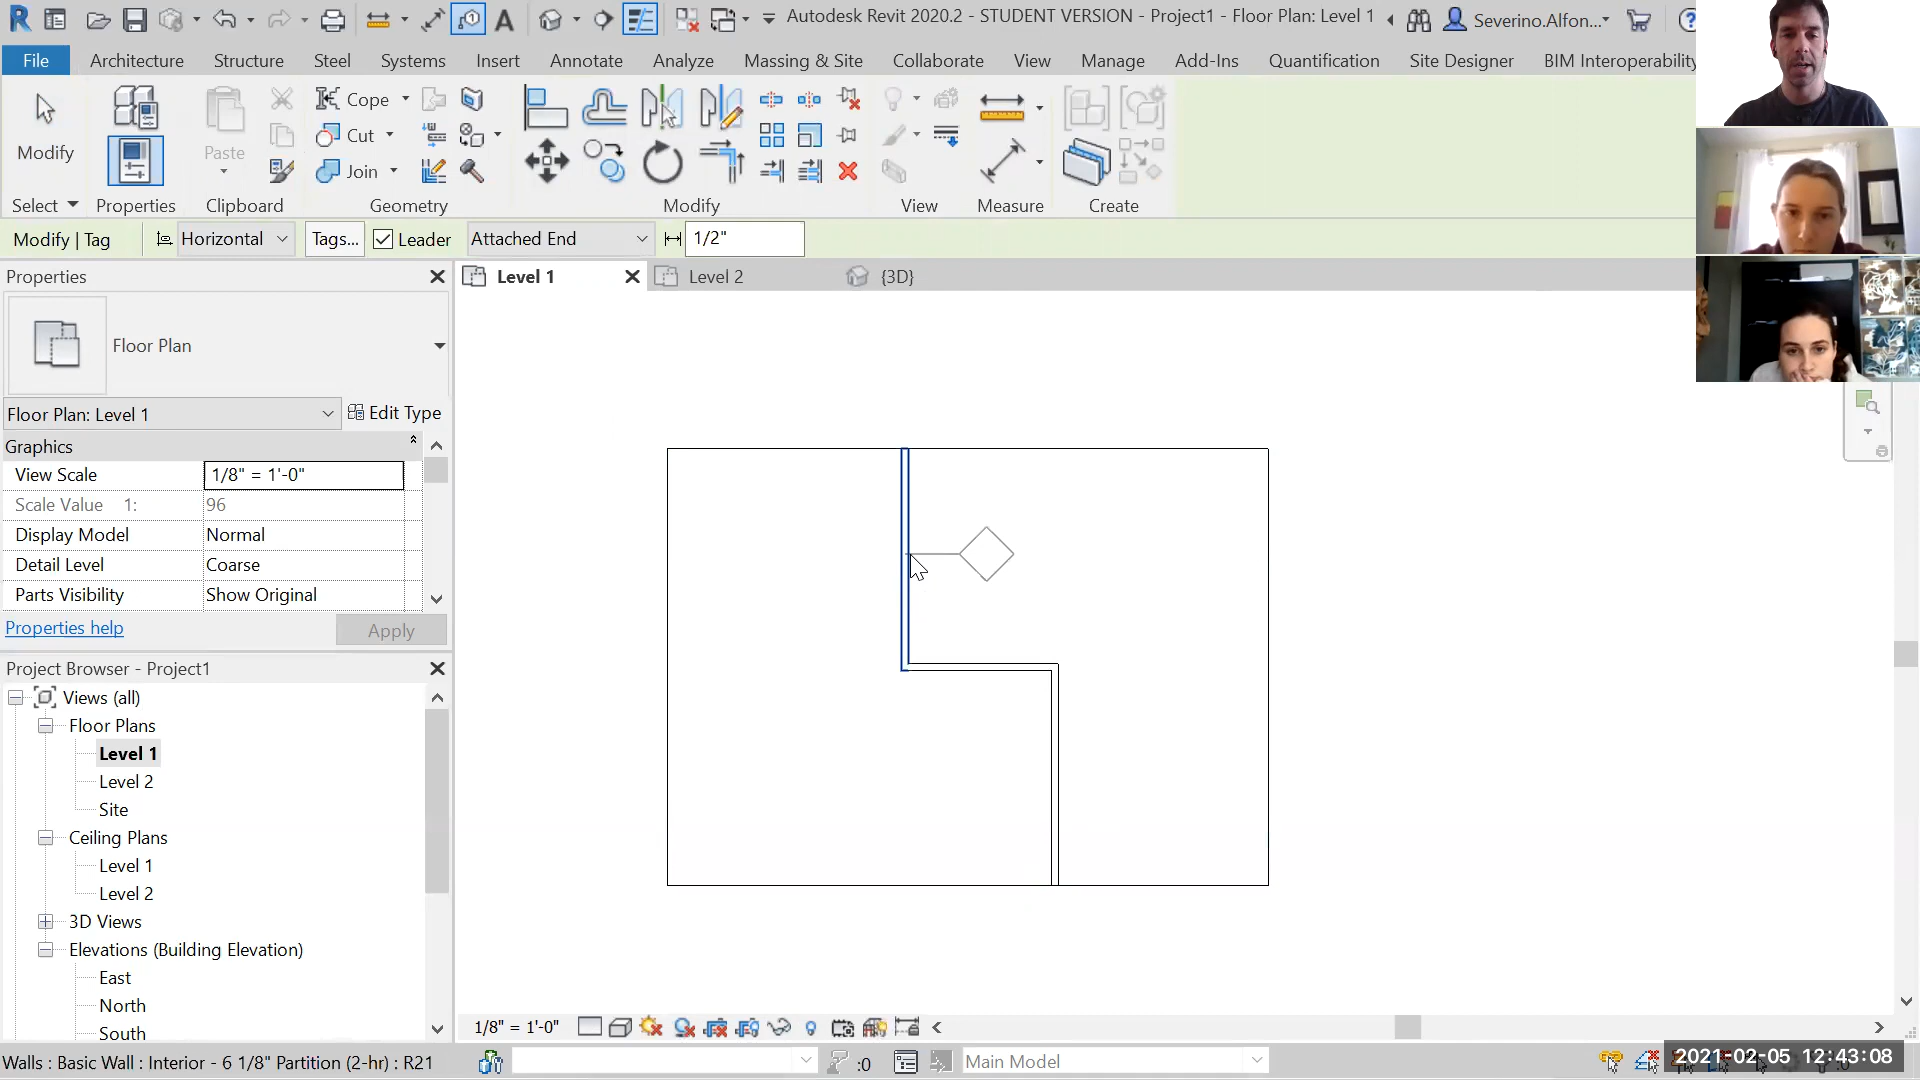 Autodesk Revit 2020.2 - STUDENT VERSION - Project1 - Floor Plan: Level 1
Severino.Alfon...
File
Architecture
Structure
Steel
Systems
Insert
Annotate
Analyze
Massing & Site
Collaborate
View
Manage
Add-Ins
Quantification
Site Designer
BIM Interoperability
Modify
Paste
Cope
Cut
Join
Select
Properties
Clipboard
Geometry
Modify
View
Measure
Create
Modify | Tag
Horizontal
Tags...
Leader
Attached End
1/2"
Properties
Level 1
Level 2
{3D}
Floor Plan
Floor Plan: Level 1
Edit Type
Graphics
View Scale
1/8" = 1'-0"
Scale Value 1:
96
Display Model
Normal
Detail Level
Coarse
Parts Visibility
Show Original
Properties help
Apply
Project Browser - Project1
Views (all)
Floor Plans
Level 1
Level 2
Site
Ceiling Plans
Level 1
Level 2
3D Views
Elevations (Building Elevation)
East
North
South
1/8" = 1'-0"
Walls : Basic Wall : Interior - 6 1/8" Partition (2-hr) : R21
:0
Main Model
2021-02-05 12:43:08